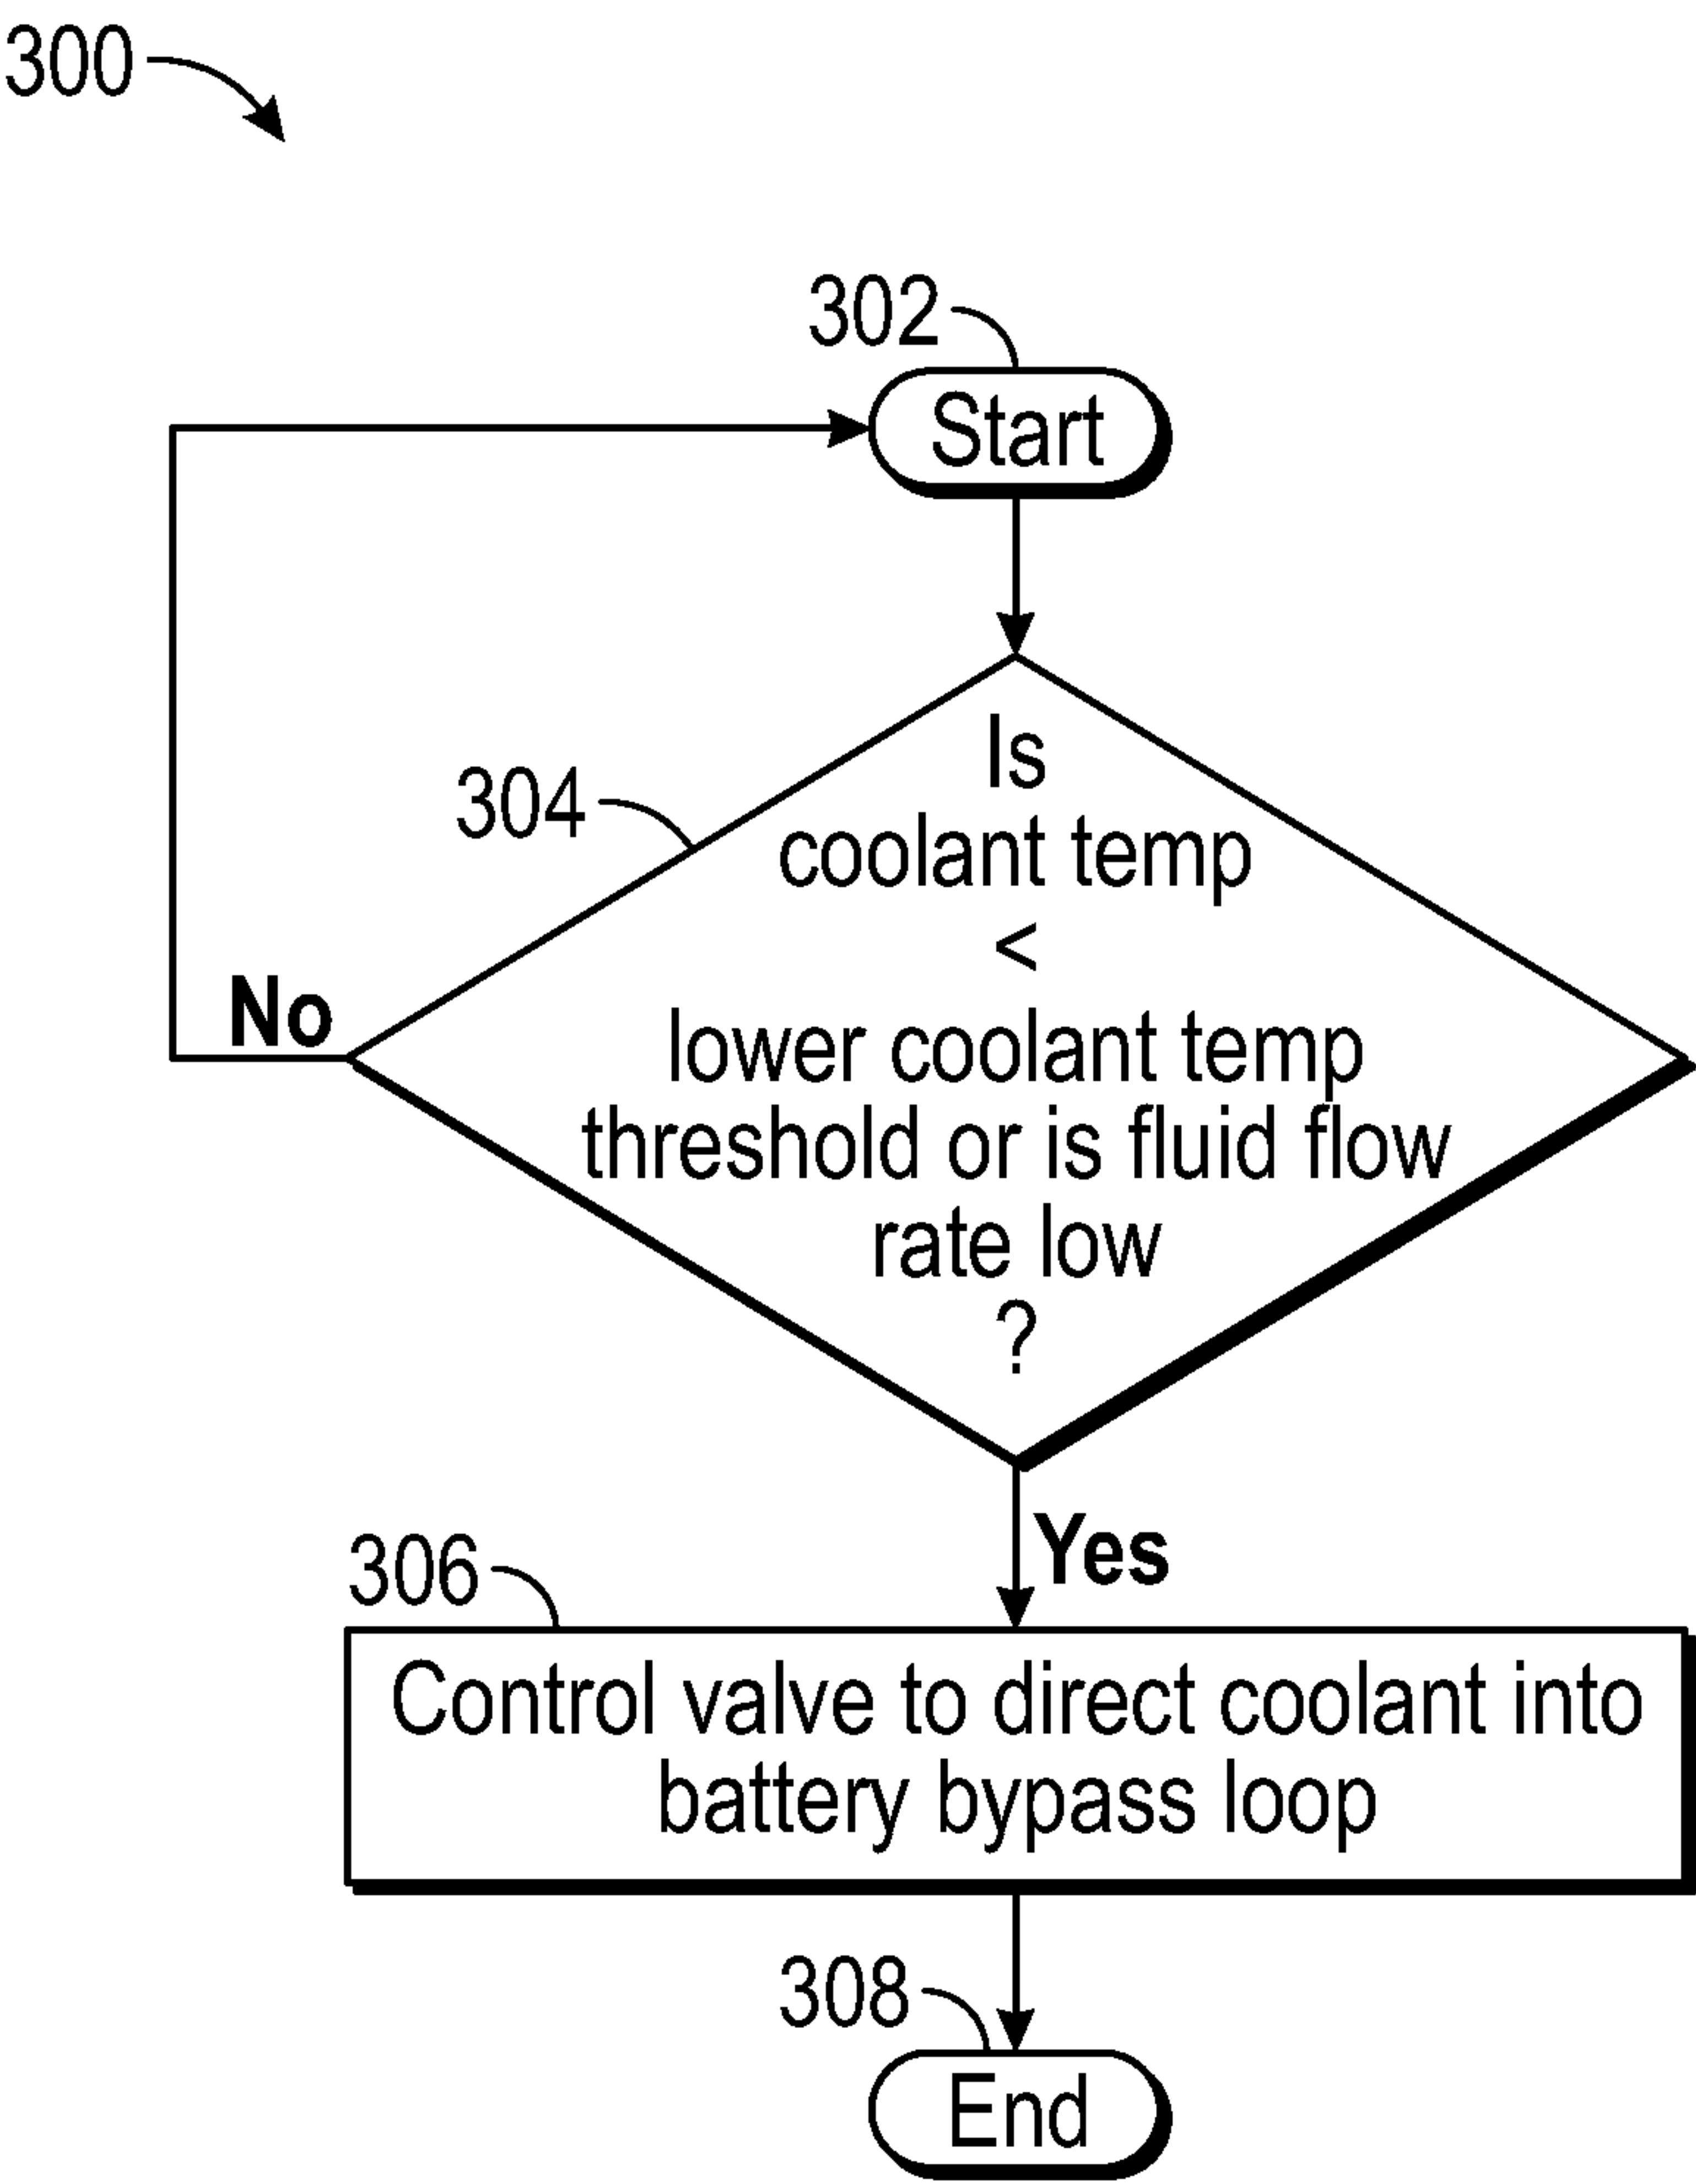 300
302
Start
304
Is
coolant temp
<
lower coolant temp
threshold or is fluid flow
rate low
?
No
Yes
306
Control valve to direct coolant into
battery bypass loop
308
End